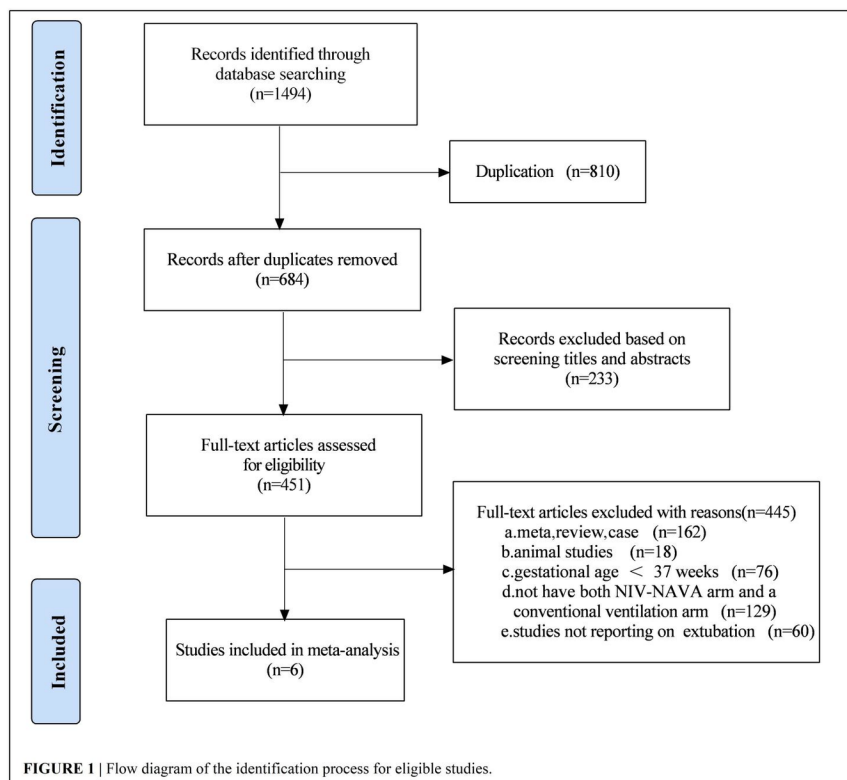 Identification
Records identified through
database searching
(n=1494)
Duplication (n=810)
Screening
Records after duplicates removed
(n=684)
Records excluded based on
screening titles and abstracts
(n=233)
Full-text articles assessed
for eligibility
(n=451)
Full-text articles excluded with reasons(n=445)
a.meta,review,case (n=162)
b.animal studies (n=18)
c.gestational age < 37 weeks (n=76)
d.not have both NIV-NAVA arm and a
conventional ventilation arm (n=129)
e.studies not reporting on extubation (n=60)
Included
Studies included in meta-analysis
(n=6)
FIGURE 1 | Flow diagram of the identification process for eligible studies.